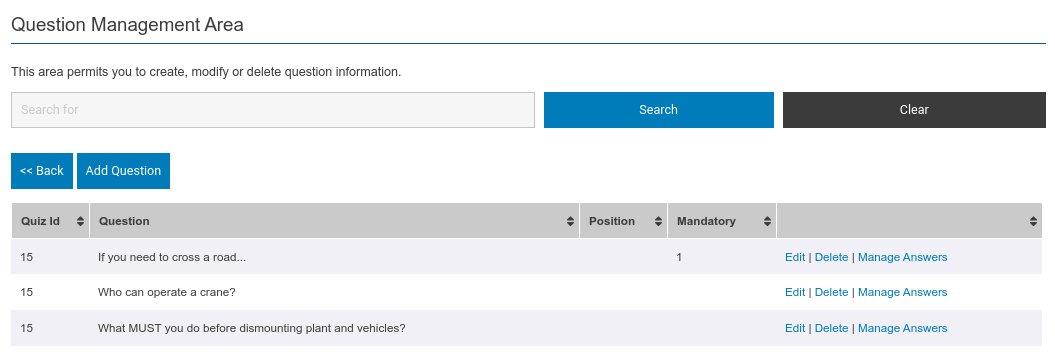 Question Management Area
This area permits you to create, modify or delete question information.
Search for Search Clear
<< Back Add Question
Quiz Id Question Position Mandatory
15 If you need to cross a road... 1 Edit | Delete | Manage Answers
15 Who can operate a crane? Edit | Delete | Manage Answers
15 What MUST you do before dismounting plant and vehicles? Edit | Delete | Manage Answers